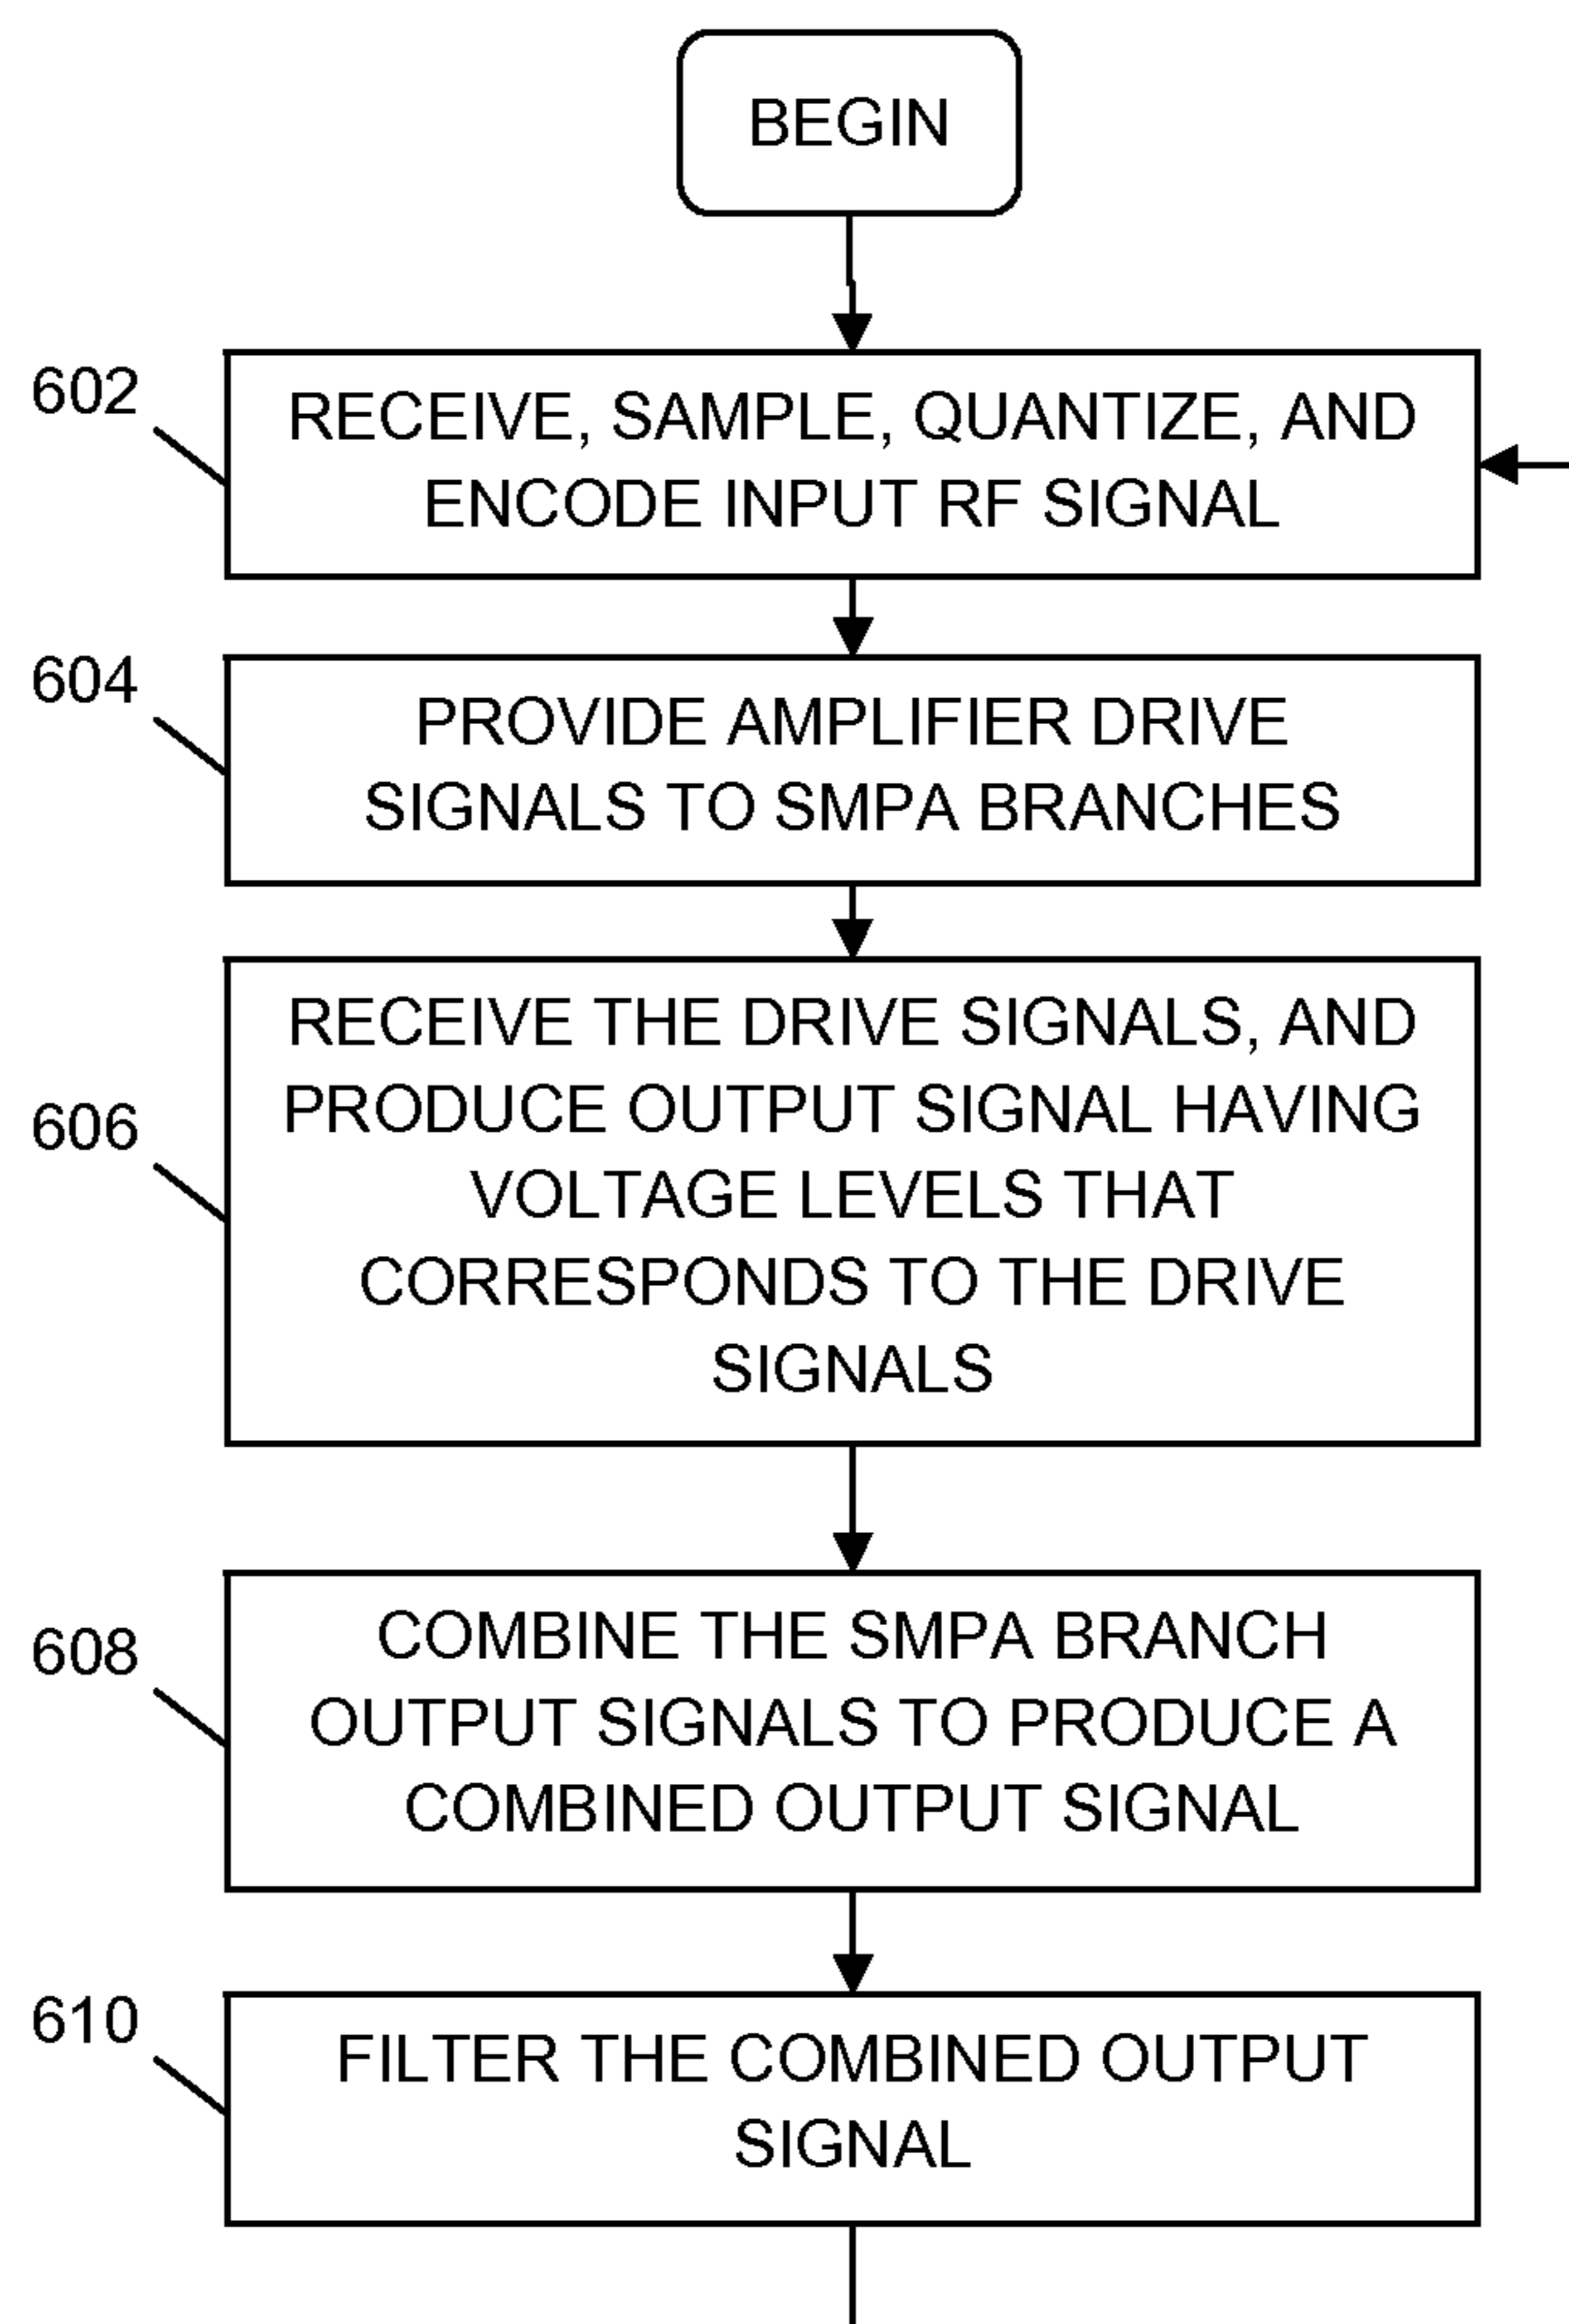 BEGIN
602
RECEIVE, SAMPLE, QUANTIZE, AND
ENCODE INPUT RF SIGNAL
604
PROVIDE AMPLIFIER DRIVE
SIGNALS TO SMPA BRANCHES
606
RECEIVE THE DRIVE SIGNALS, AND
PRODUCE OUTPUT SIGNAL HAVING
VOLTAGE LEVELS THAT
CORRESPONDS TO THE DRIVE
SIGNALS
608
COMBINE THE SMPA BRANCH
OUTPUT SIGNALS TO PRODUCE A
COMBINED OUTPUT SIGNAL
610
FILTER THE COMBINED OUTPUT
SIGNAL